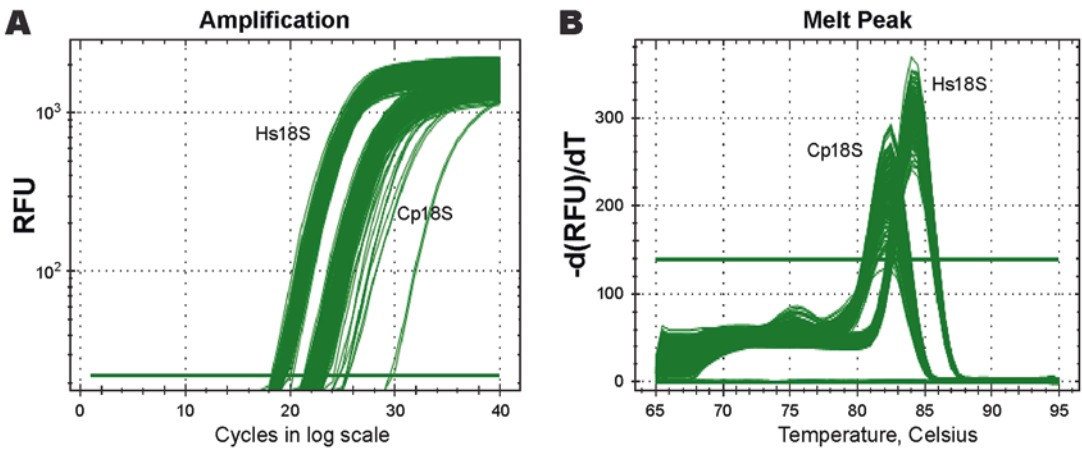 A
Amplification
RFU
10³
10²
Hs18S
Cp18S
0 10 20 30 40
Cycles in log scale
B
Melt Peak
-d(RFU)/dT
300
200
100
0
Cp18S
Hs18S
65 70 75 80 85 90 95
Temperature, Celsius